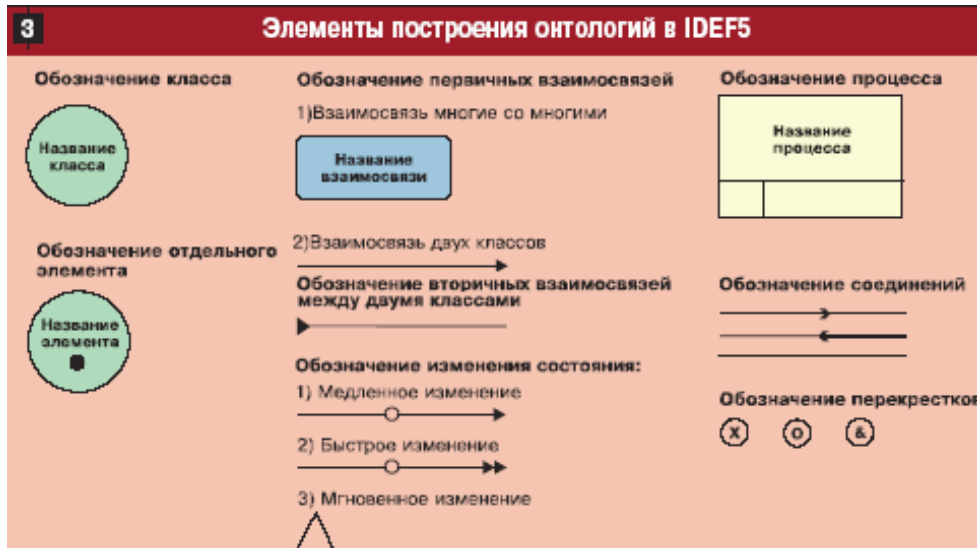 3
Элементы построения онтологий в IDEF5
Обозначение класса
Название
класса
Обозначение отдельного
элемента
Название
элемента
Обозначение первичных взаимосвязей
1)Взаимосвязь многие со многими
Название
взаимосвязи
2)Взаимосвязь двух классов
Обозначение вторичных взаимосвязей
между двумя классами
Обозначение изменения состояния:
1) Медленное изменение
2) Быстрое изменение
3) Мгновенное изменение
Обозначение процесса
Название
процесса
Обозначение соединений
Обозначение перекрестков
X O &